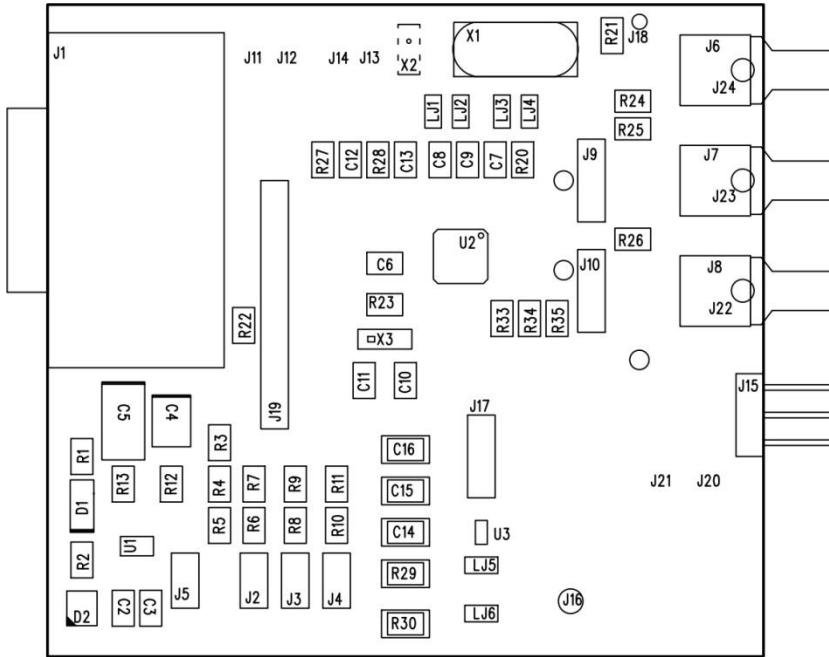 J1
J11 J12 J14 J13
X2
X1
R21
J18
J6
J24
LJ1 LJ2 LJ3 LJ4
R24
R25
R27 C12 R28 C13 C8 C9 C7 R20
J9
J7
J23
U2
R26
C6
J10
J8
J22
R23
R22
R33 R34 R35
X3
C11 C10
J15
J19
J17
C5
C4
R1
R3
C16
R13
R12
R4 R7 R9 R11
C15
J21 J20
D1
R5 R6 R8 R10
C14
U3
U1
R2
J5
J2 J3 J4
R29
LJ5
D2
C2 C3
R30
LJ6
J16